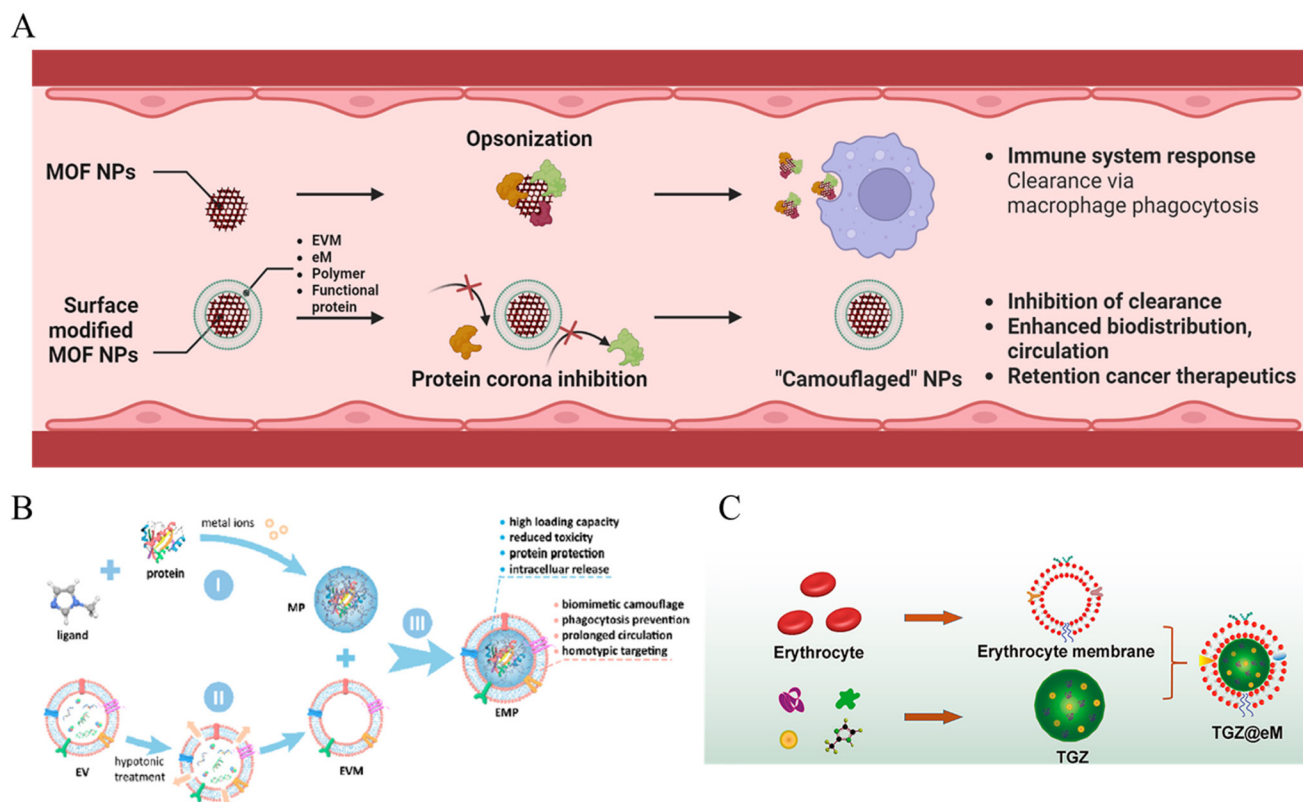 A
MOF NPs
Opsonization
• Immune system response
Clearance via
macrophage phagocytosis
• EVM
• eM
• Polymer
• Functional
protein
Surface
modified
MOF NPs
Protein corona inhibition
"Camouflaged" NPs
• Inhibition of clearance
• Enhanced biodistribution,
circulation
• Retention cancer therapeutics
B
metal ions
protein
I
ligand
MP
III
• high loading capacity
• reduced toxicity
• protein protection
• intracelluar release
• biomimetic camouflage
• phagocytosis prevention
• prolonged circulation
• homotypic targeting
EMP
II
EV
hypotonic
treatment
EVM
C
Erythrocyte
Erythrocyte membrane
TGZ
TGZ@eM